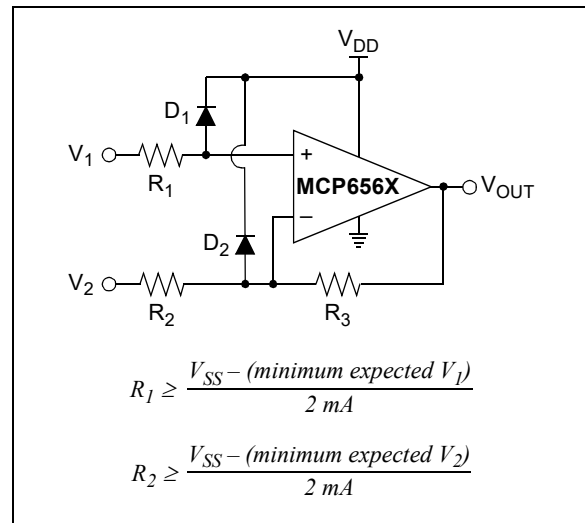 V_DD
D_1
V_1
R_1
+
MCP656X
–
V_OUT
D_2
V_2
R_2
R_3
R_1 ≥ V_SS – (minimum expected V_1)
2 mA
R_2 ≥ V_SS – (minimum expected V_2)
2 mA